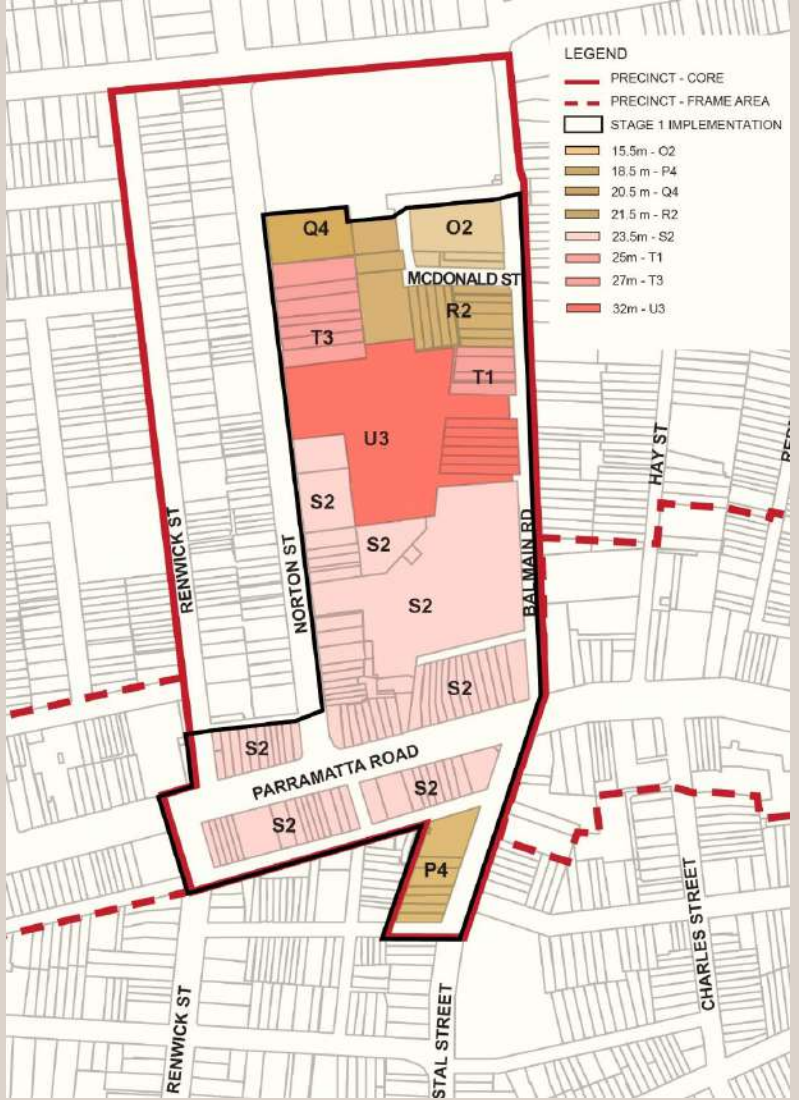 LEGEND
PRECINCT - CORE
PRECINCT - FRAME AREA
STAGE 1 IMPLEMENTATION
15.5m - O2
18.5 m - P4
20.5 m - Q4
21.5 m - R2
23.5m - S2
25m - T1
27m - T3
32m - U3
Q4
O2
MCDONALD ST
R2
T3
T1
U3
HAY ST
S2
S2
RENWICK ST
NORTON ST
BALMAIN RD
S2
S2
S2
PARRAMATTA ROAD
S2
S2
P4
CHARLES STREET
RENWICK ST
STAL STREET